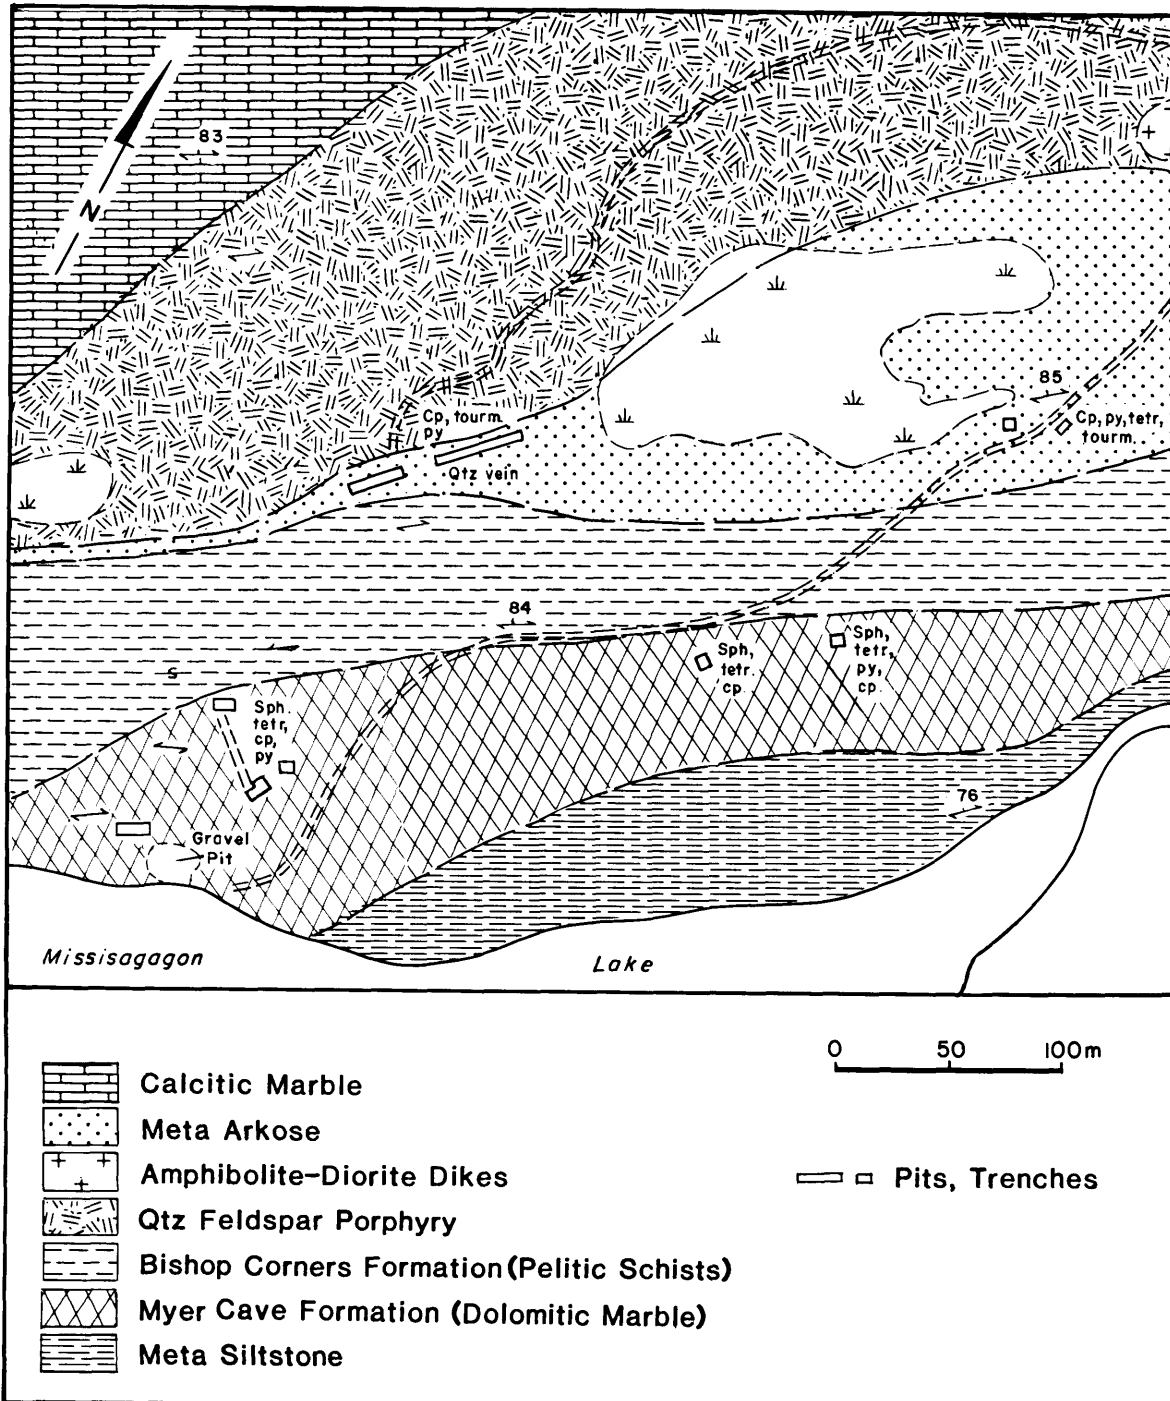 83
N
Cp, tourm.
py
Qtz vein
85
Cp, py, tetr,
tourm.
84
S
Sph,
tetr.
cp.
Sph,
tetr,
py,
cp.
Sph.
tetr,
cp,
py
76
Gravel
Pit
Missisagagon Lake
0 50 100m
Calcitic Marble
Meta Arkose
Amphibolite-Diorite Dikes
Pits, Trenches
Qtz Feldspar Porphyry
Bishop Corners Formation (Pelitic Schists)
Myer Cave Formation (Dolomitic Marble)
Meta Siltstone